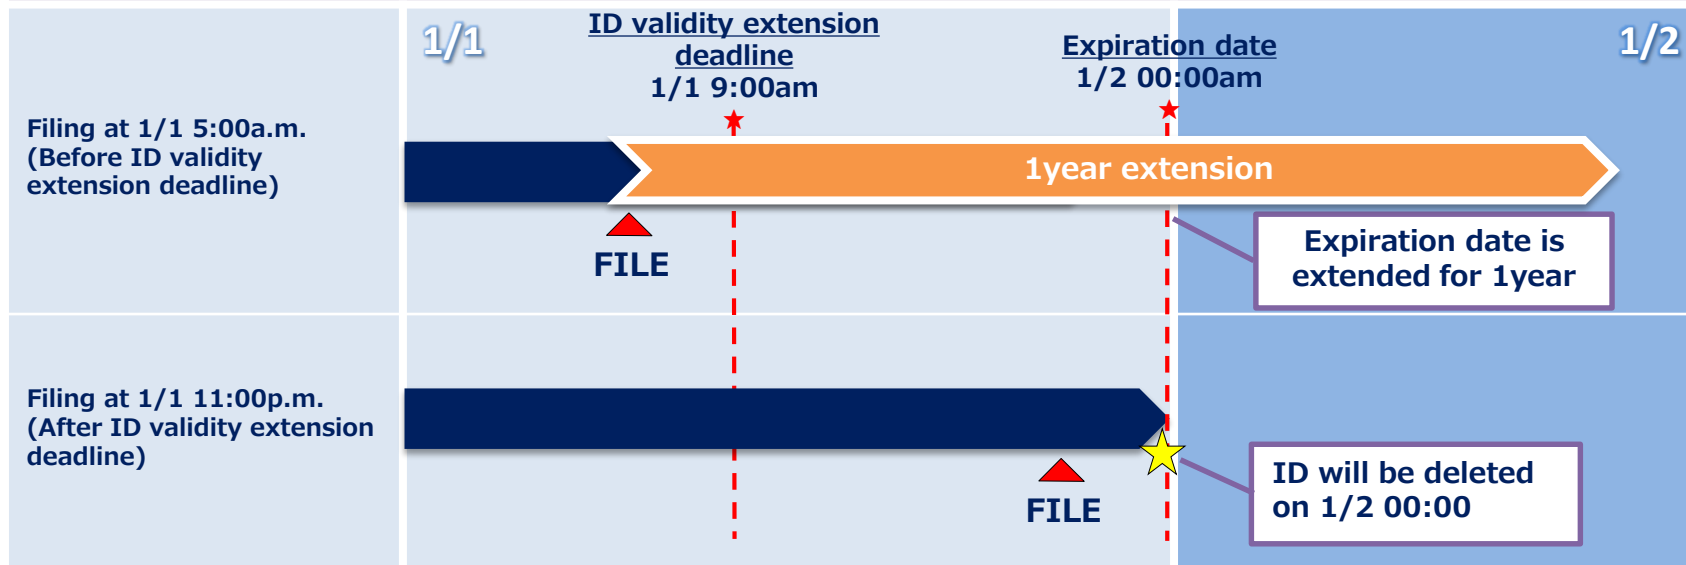 1/1
ID validity extension
deadline
1/1 9:00am
Expiration date
1/2 00:00am
1/2
Filing at 1/1 5:00a.m.
(Before ID validity
extension deadline)
1year extension
FILE
Expiration date is
extended for 1year
Filing at 1/1 11:00p.m.
(After ID validity extension
deadline)
FILE
ID will be deleted
on 1/2 00:00